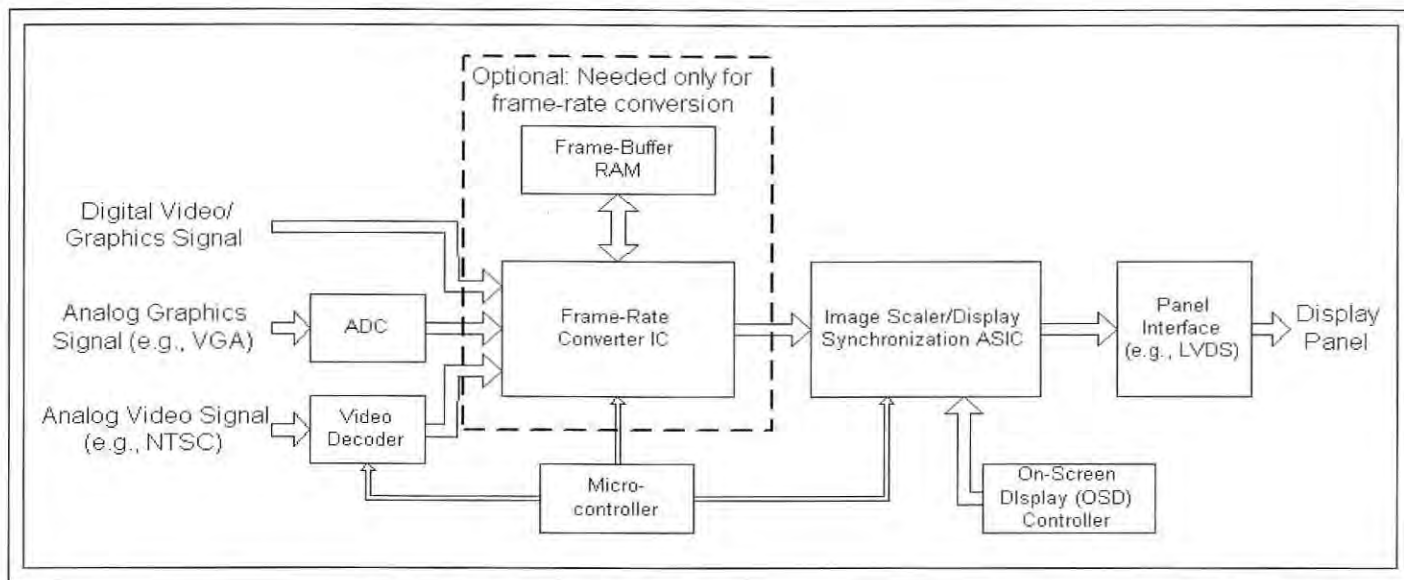 Optional: Needed only for
frame-rate conversion
Frame-Buffer
RAM
Digital Video/
Graphics Signal
Analog Graphics
Signal (e.g., VGA)
ADC
Frame-Rate
Converter IC
Image Scaler/Display
Synchronization ASIC
Panel
Interface
(e.g., LVDS)
Display
Panel
Analog Video Signal
(e.g., NTSC)
Video
Decoder
Micro-
controller
On-Screen
DIsplay (OSD)
Controller